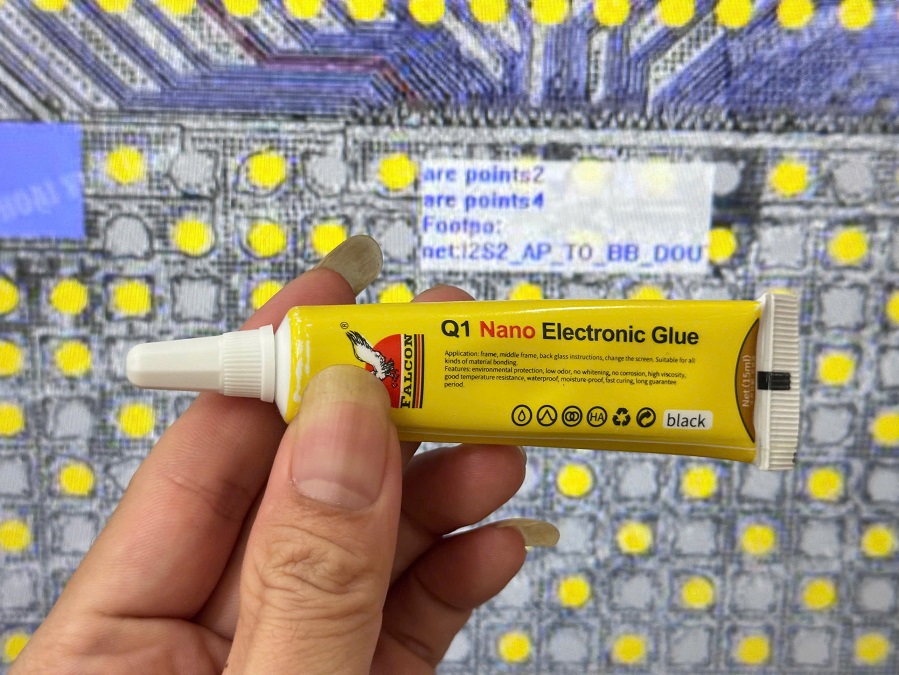 are points2
are points4
Footpo:
net:I2S2_AP_TO_BB_DOU
®
FALCON
Q1 Nano Electronic Glue
Application: frame, middle frame, back glass instructions, change the screen. Suitable for all
kinds of material bonding.
Features: environmental protection, low odor, no whitening, no corrosion, high viscosity,
good temperature resistance, waterproof, moisture-proof, fast curing, long guarantee
period.
HA
black
Net (15ml)